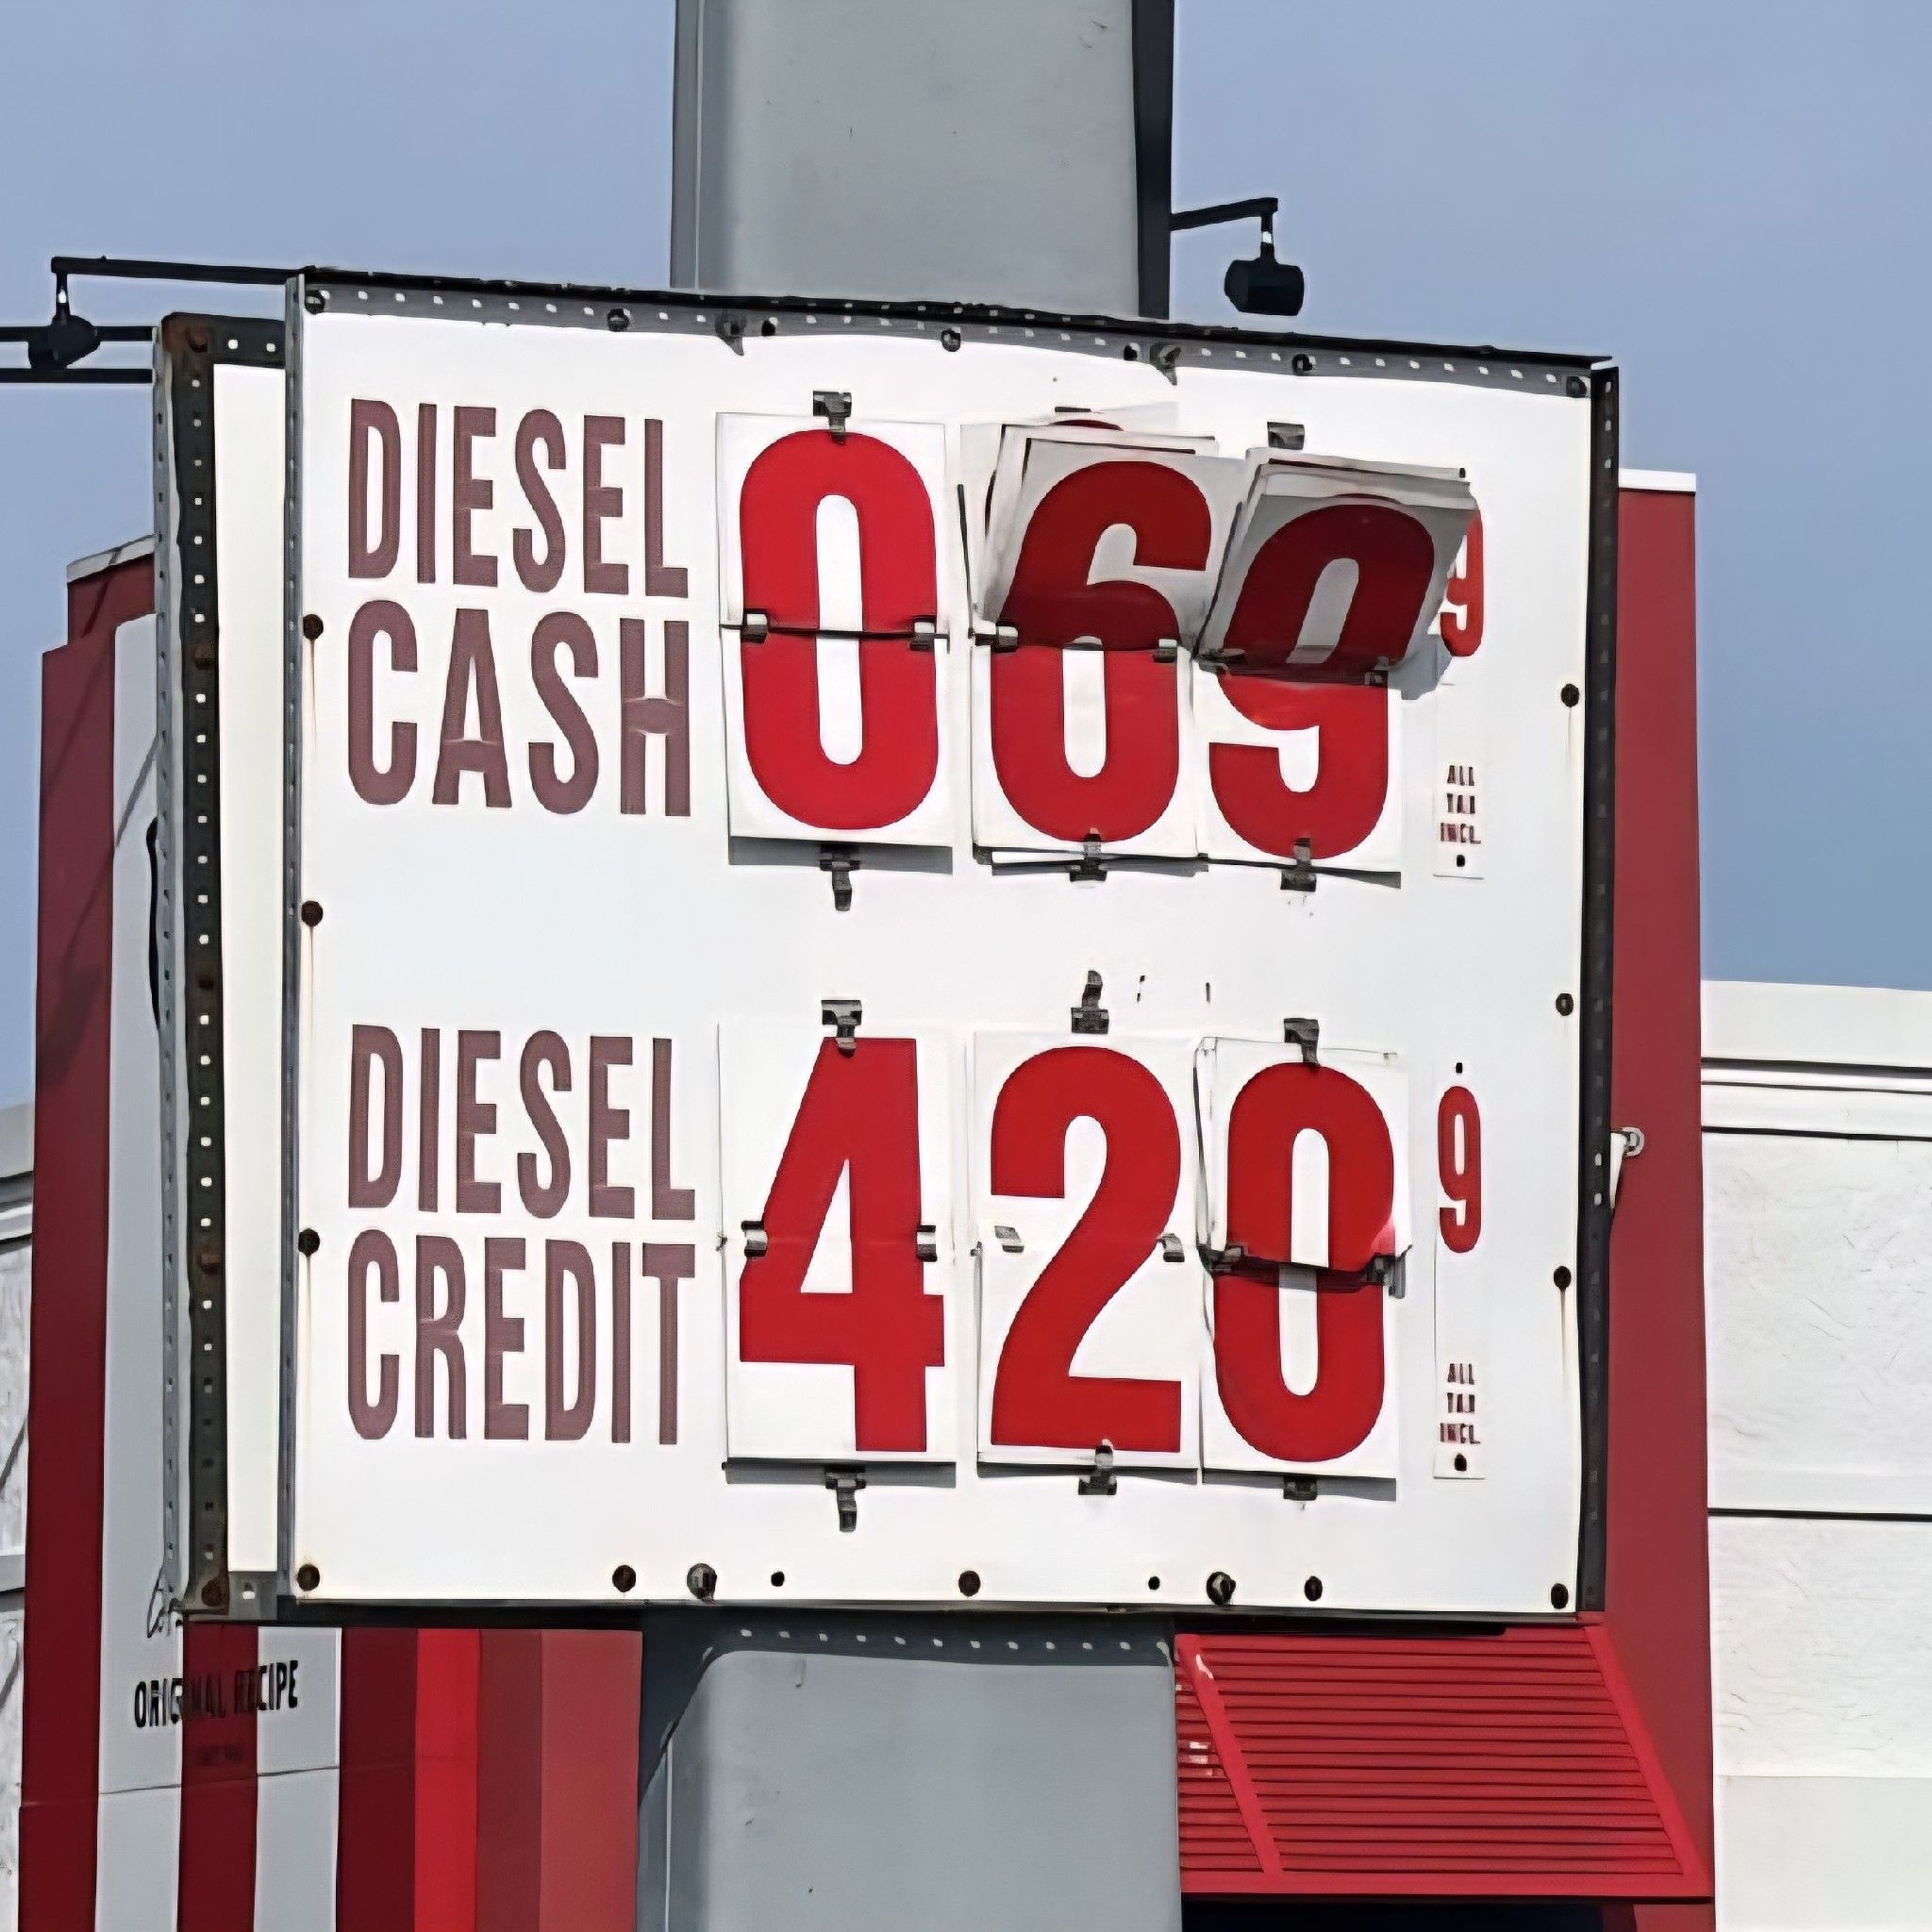 DIESEL
CASH
069
9
ALL
TAX
INCL.
DIESEL
CREDIT
420
9
ALL
TAX
INCL.
ORIGINAL RECIPE